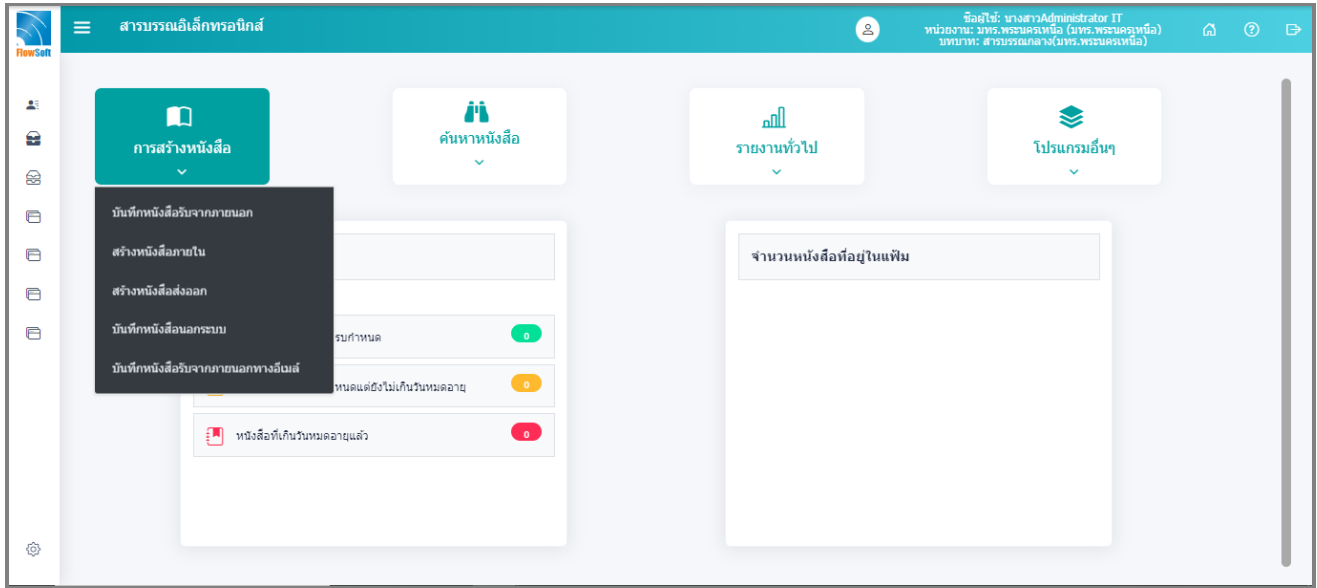 FlowSoft
สารบรรณอิเล็กทรอนิกส์
ชื่อผู้ใช้: นางสาวAdministrator IT
หน่วยงาน: มทร.พระนครเหนือ (มทร.พระนครเหนือ)
บทบาท: สารบรรณกลาง(มทร.พระนครเหนือ)
การสร้างหนังสือ
ค้นหาหนังสือ
รายงานทั่วไป
โปรแกรมอื่นๆ
บันทึกหนังสือรับจากภายนอก
สร้างหนังสือภายใน
สร้างหนังสือส่งออก
บันทึกหนังสือนอกระบบ
บันทึกหนังสือรับจากภายนอกทางอีเมล์
รบกำหนด
0
หนดแต่ยังไม่เกินวันหมดอายุ
0
หนังสือที่เกินวันหมดอายุแล้ว
0
จำนวนหนังสือที่อยู่ในแฟ้ม